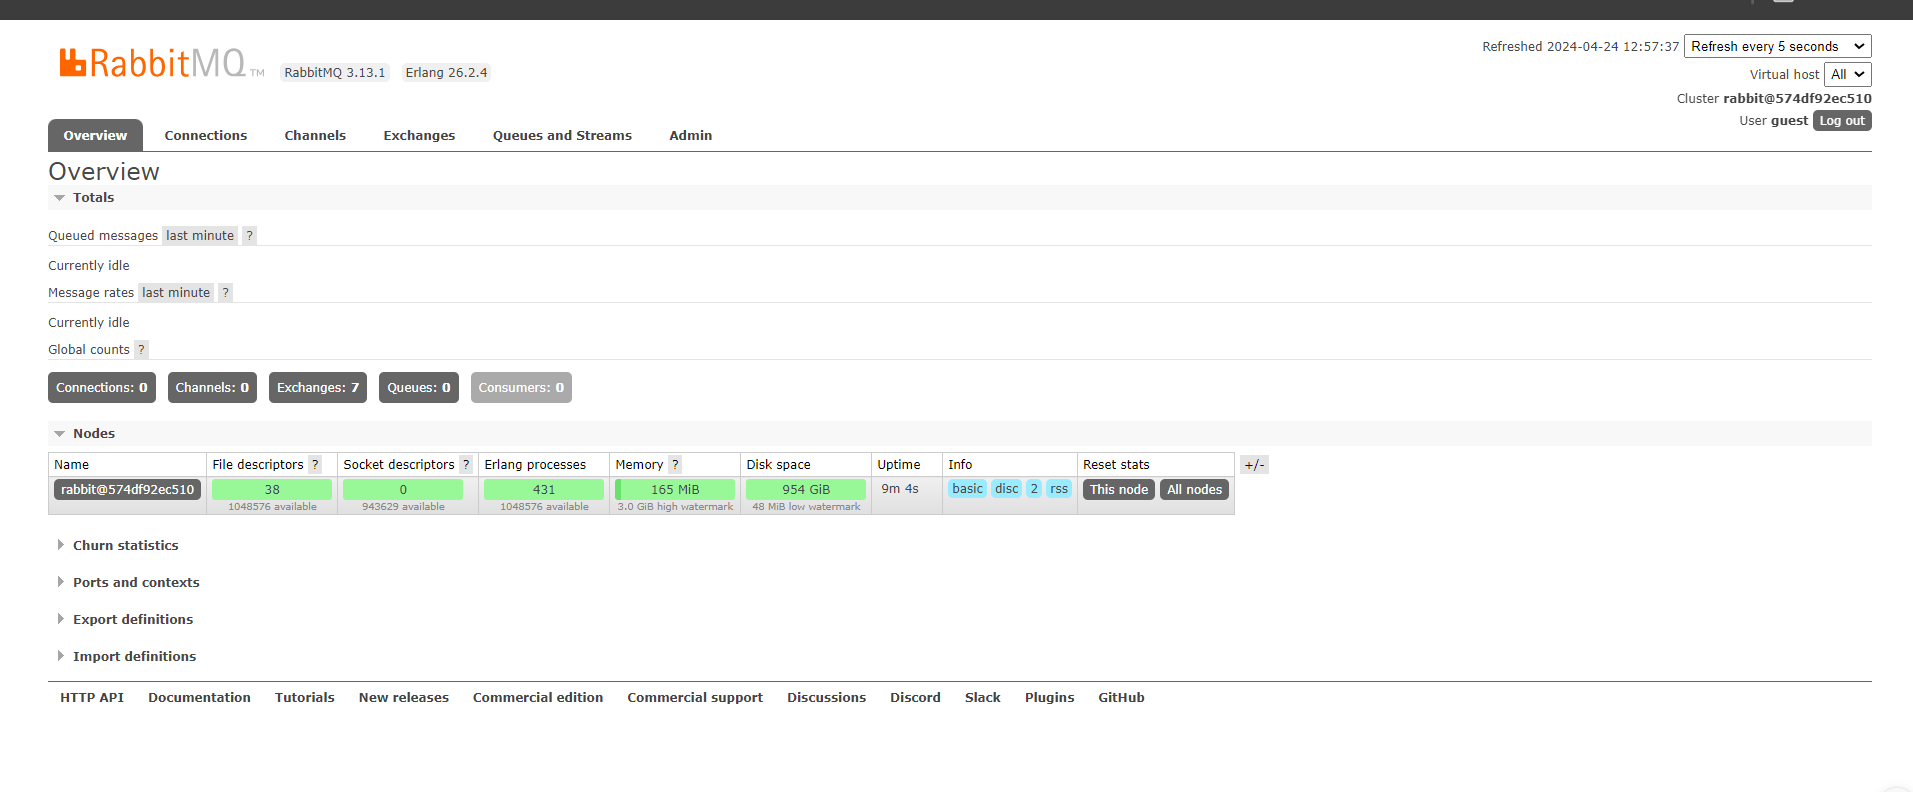 Refreshed 2024-04-24 12:57:37 Refresh every 5 seconds
RabbitMQ TM RabbitMQ 3.13.1 Erlang 26.2.4
Virtual host All
Cluster rabbit@574df92ec510
User guest Log out
Overview Connections Channels Exchanges Queues and Streams Admin
Overview
Totals
Queued messages last minute ?
Currently idle
Message rates last minute ?
Currently idle
Global counts ?
Connections: 0 Channels: 0 Exchanges: 7 Queues: 0 Consumers: 0
Nodes
Name File descriptors ? Socket descriptors ? Erlang processes Memory ? Disk space Uptime Info Reset stats +/-
rabbit@574df92ec510 38 0 431 165 MiB 954 GiB 9m 4s basic disc 2 rss This node All nodes
1048576 available 943629 available 1048576 available 3.0 GiB high watermark 48 MiB low watermark
Churn statistics
Ports and contexts
Export definitions
Import definitions
HTTP API Documentation Tutorials New releases Commercial edition Commercial support Discussions Discord Slack Plugins GitHub